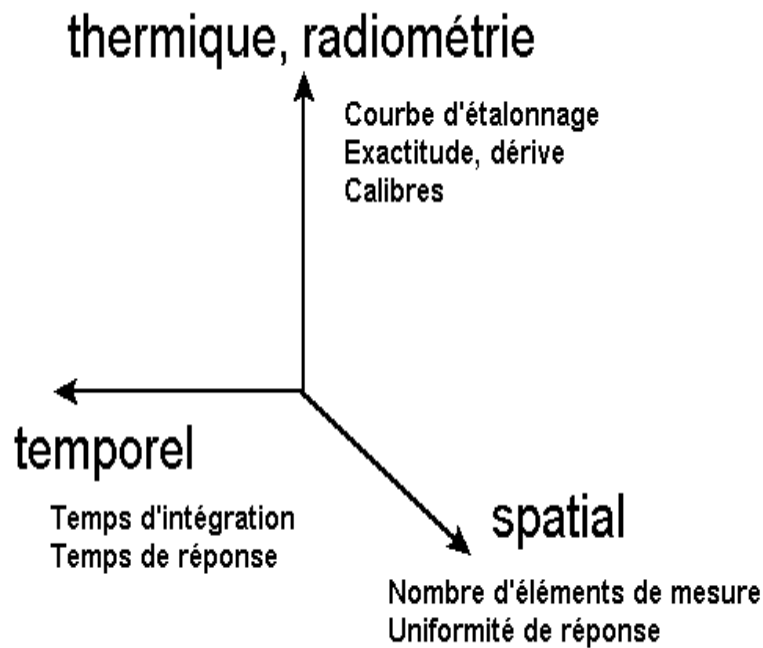 thermique, radiométrie
Courbe d'étalonnage
Exactitude, dérive
Calibres
temporel
Temps d'intégration
Temps de réponse
spatial
Nombre d'éléments de mesure
Uniformité de réponse